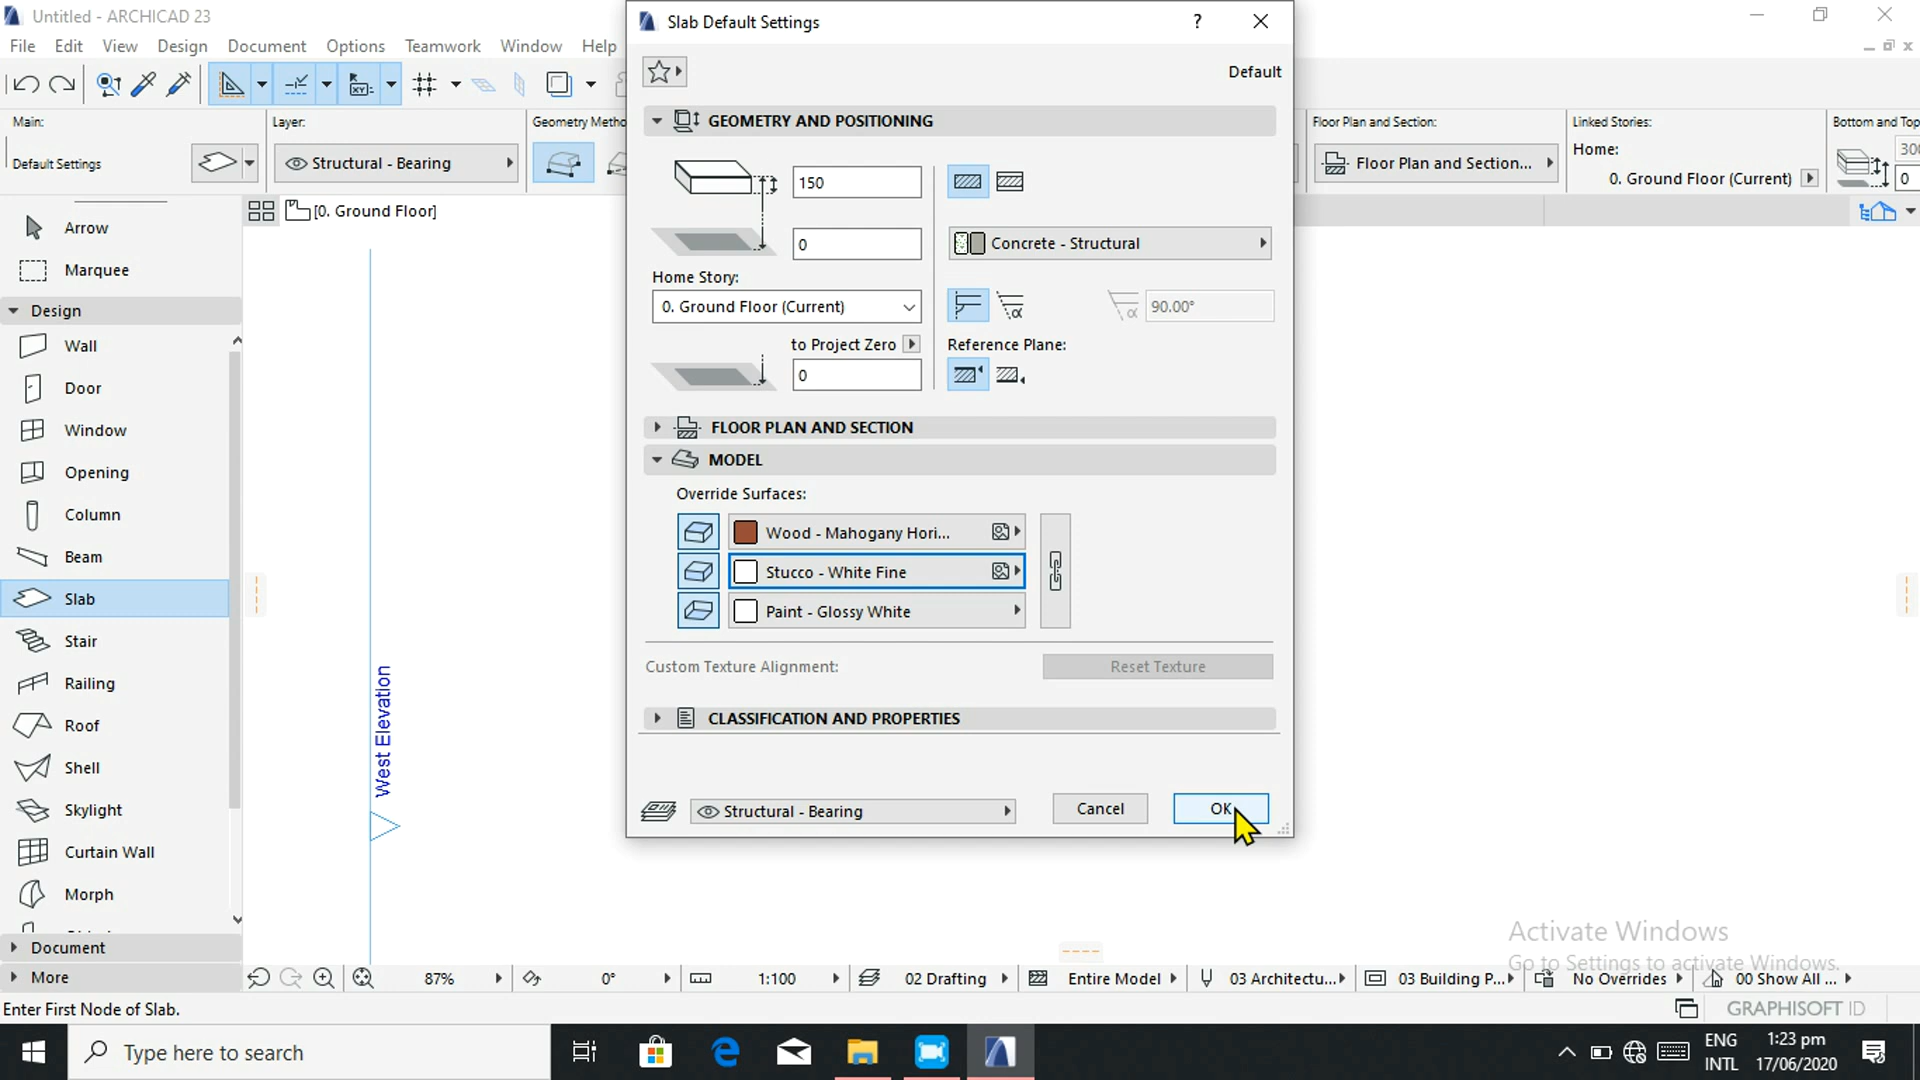 Untitled - ARCHICAD 23
File Edit View Design Document Options Teamwork Window Help
Main:
Default Settings
Layer:
Structural - Bearing
Geometry Metho
Floor Plan and Section:
Floor Plan and Section...
Linked Stories:
Home:
0. Ground Floor (Current)
Bottom and Top
300
0
[0. Ground Floor]
Arrow
Marquee
Design
Wall
Door
Window
Opening
Column
Beam
Slab
Stair
Railing
Roof
Shell
Skylight
Curtain Wall
Morph
Document
More
West Elevation
Slab Default Settings
?
Default
GEOMETRY AND POSITIONING
150
0
Concrete - Structural
Home Story:
0. Ground Floor (Current)
90.00°
to Project Zero
Reference Plane:
0
FLOOR PLAN AND SECTION
MODEL
Override Surfaces:
Wood - Mahogany Hori...
Stucco - White Fine
Paint - Glossy White
Custom Texture Alignment:
Reset Texture
CLASSIFICATION AND PROPERTIES
Structural - Bearing
Cancel
OK
Activate Windows
Go to Settings to activate Windows.
87% 0° 1:100 02 Drafting Entire Model 03 Architectu... 03 Building P... No Overrides 00 Show All ...
Enter First Node of Slab.
GRAPHISOFT ID
Type here to search
ENG
INTL
1:23 pm
17/06/2020